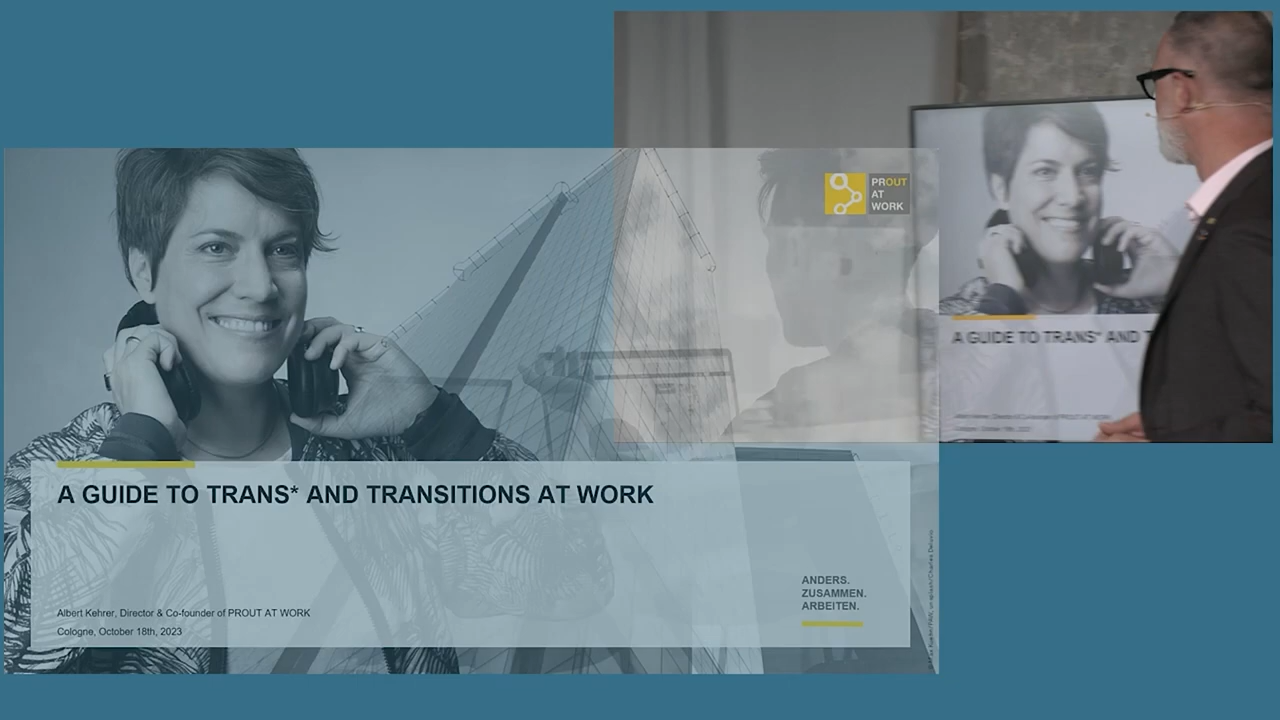 PROUT
AT
WORK
A GUIDE TO TRANS* AND T
A GUIDE TO TRANS* AND TRANSITIONS AT WORK
ANDERS.
ZUSAMMEN.
ARBEITEN.
Albert Kehrer, Director & Co-founder of PROUT AT WORK
Cologne, October 18th, 2023